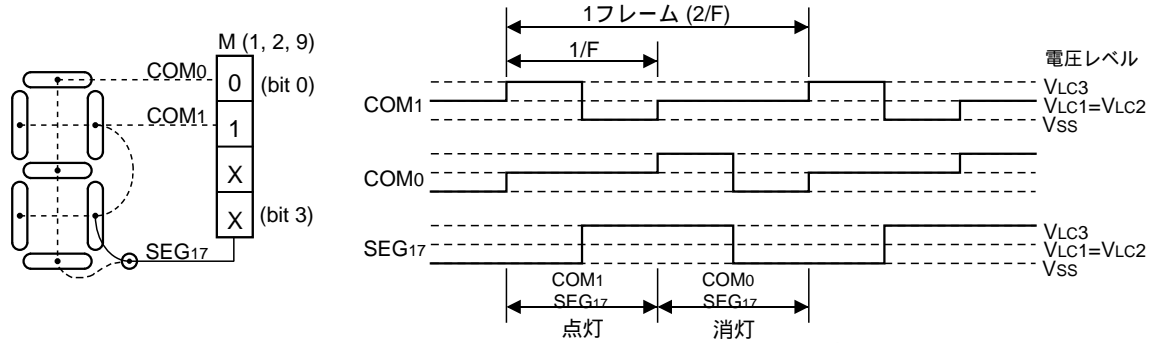 M (1, 2, 9)
COM0
0
(bit 0)
COM1
1
X
X
(bit 3)
SEG17
1フレーム (2/F)
1/F
電圧レベル
COM1
VLC3
VLC1=VLC2
VSS
COM0
SEG17
VLC3
VLC1=VLC2
VSS
COM1
SEG17
点灯
COM0
SEG17
消灯